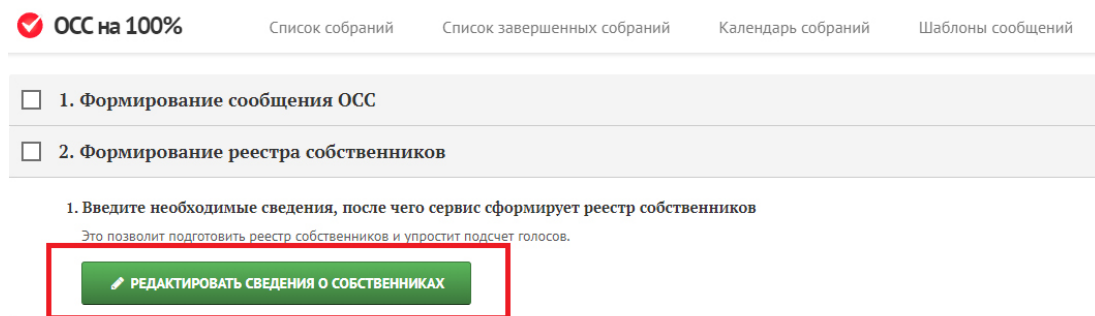 ОСС на 100% Список собраний Список завершенных собраний Календарь собраний Шаблоны сообщений
1. Формирование сообщения ОСС
2. Формирование реестра собственников
1. Введите необходимые сведения, после чего сервис сформирует реестр собственников
Это позволит подготовить реестр собственников и упростит подсчет голосов.
РЕДАКТИРОВАТЬ СВЕДЕНИЯ О СОБСТВЕННИКАХ